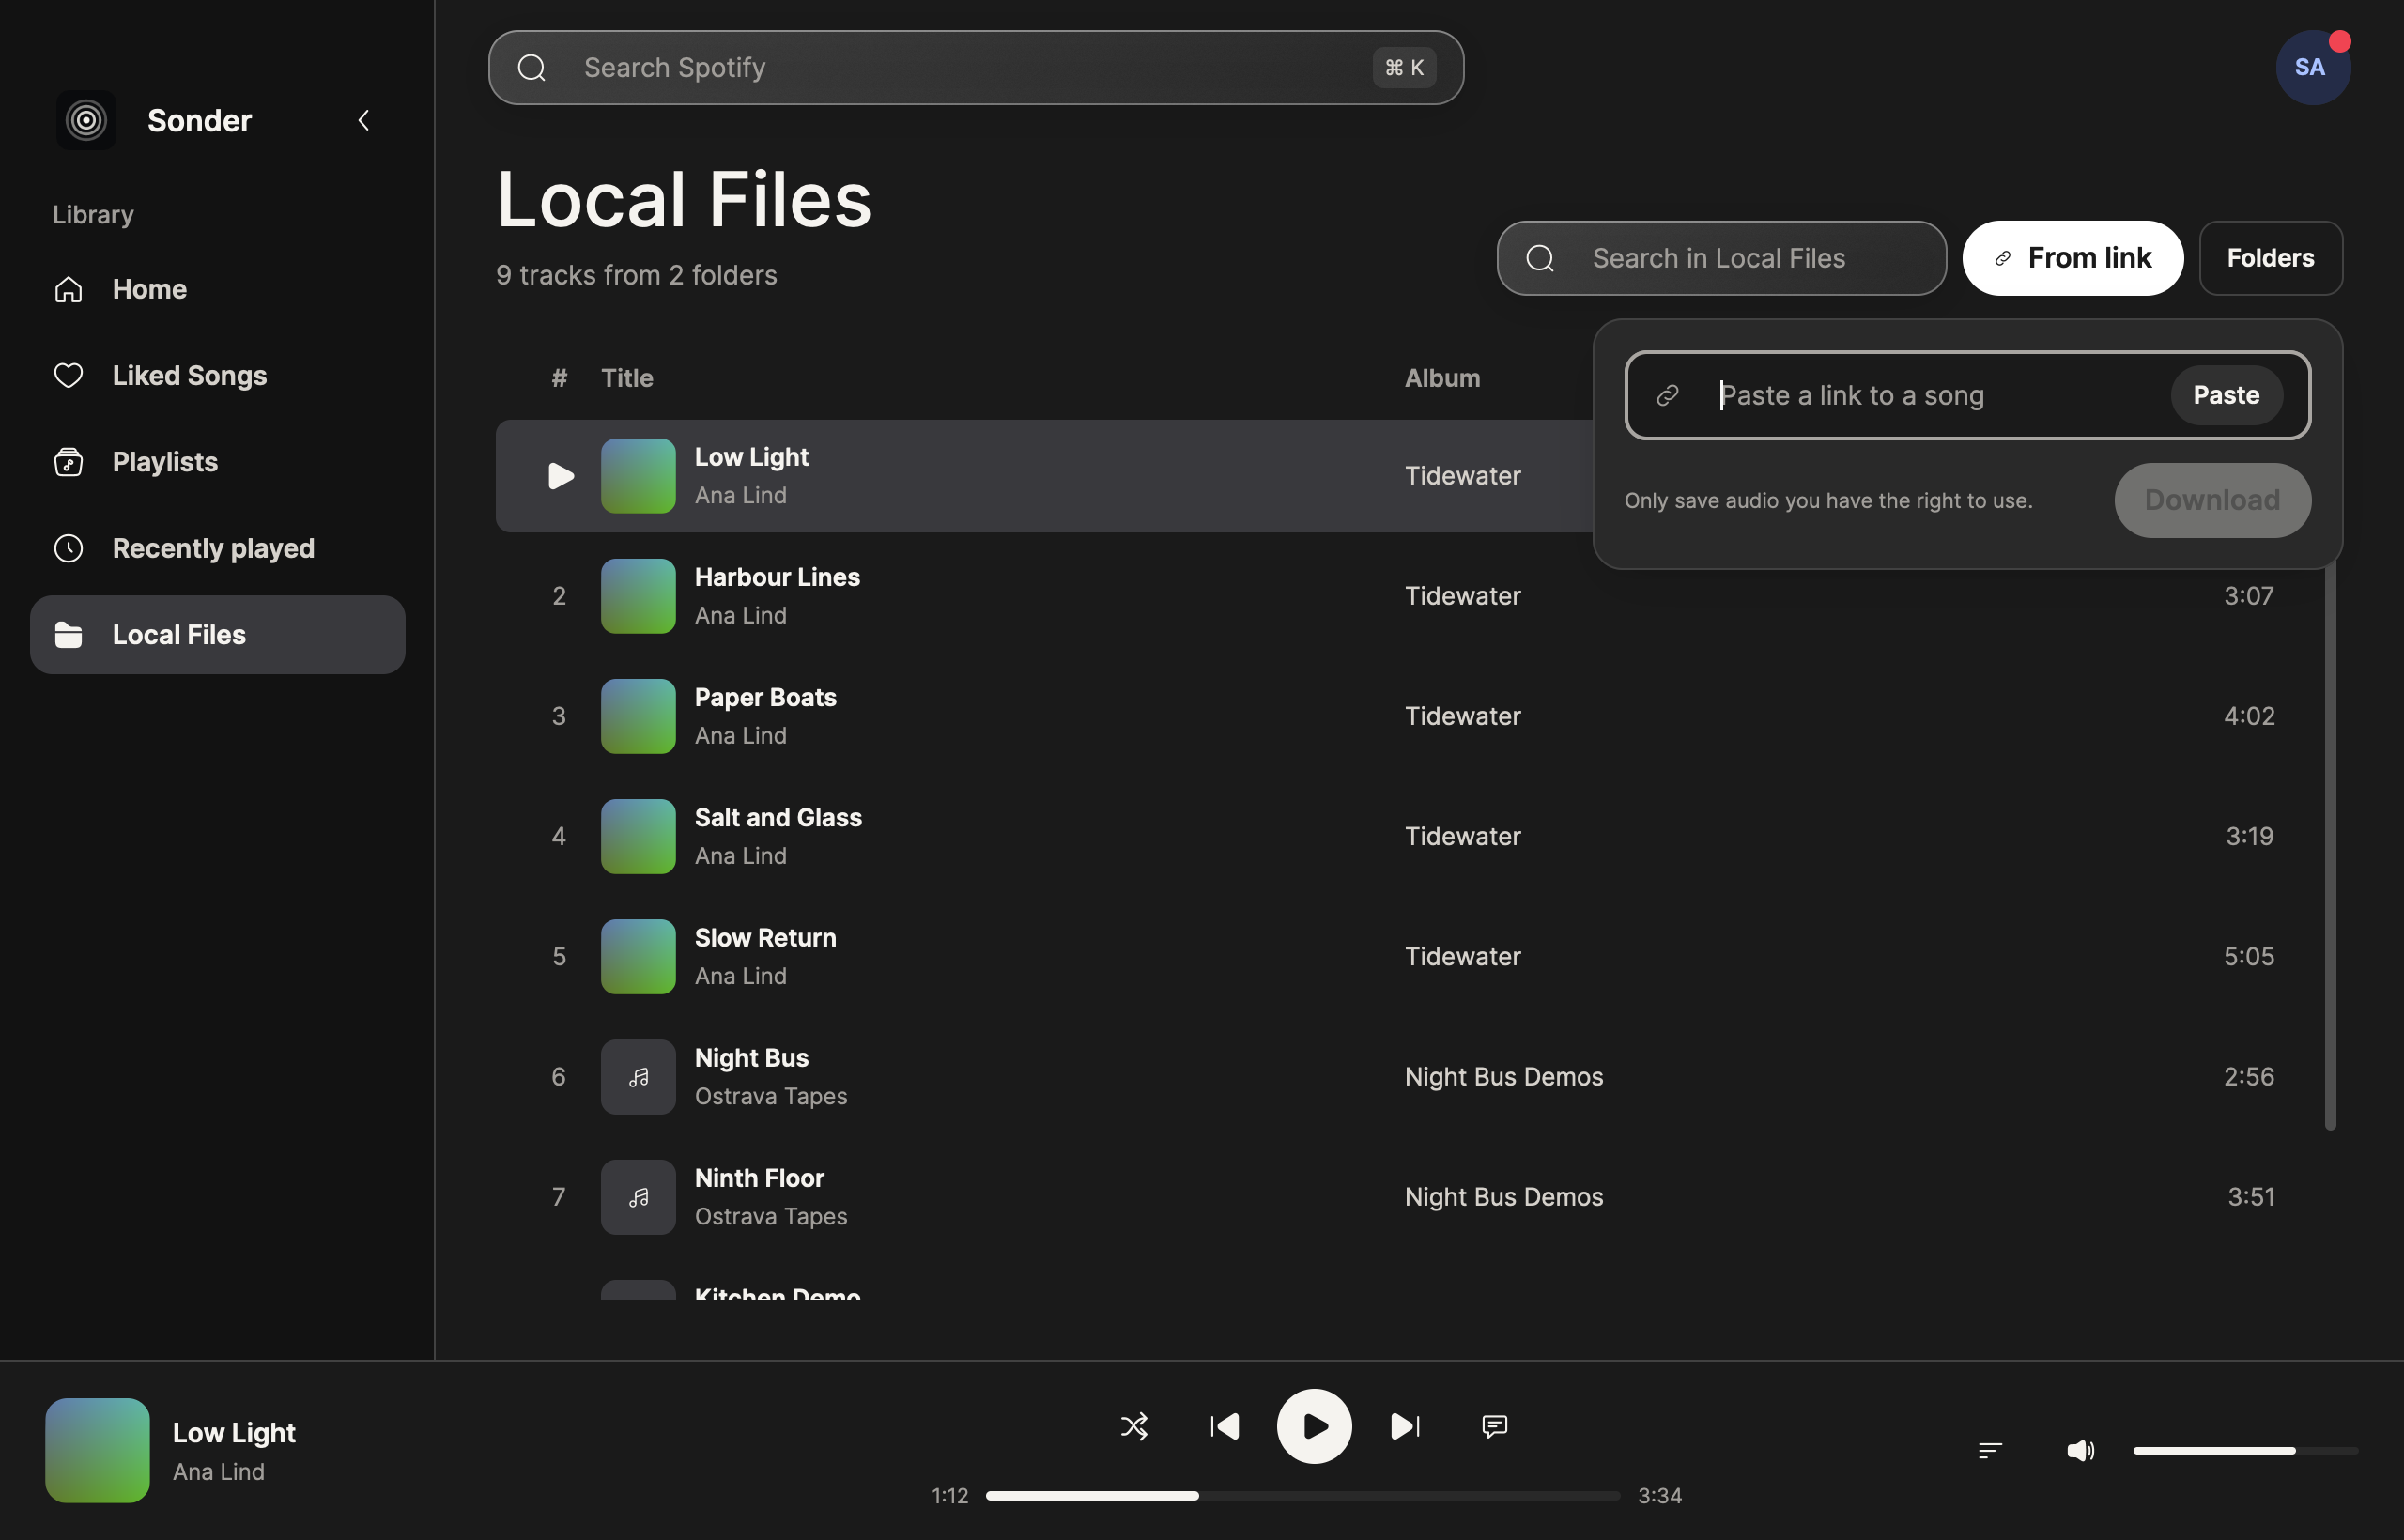 Search Spotify
⌘ K
SA
Sonder
Library
Home
Liked Songs
Playlists
Recently played
Local Files
Local Files
9 tracks from 2 folders
Search in Local Files
From link
Folders
Paste a link to a song
Paste
Only save audio you have the right to use.
Download
# Title Album
Low Light
Ana Lind
Tidewater
2
Harbour Lines
Ana Lind
Tidewater
3:07
3
Paper Boats
Ana Lind
Tidewater
4:02
4
Salt and Glass
Ana Lind
Tidewater
3:19
5
Slow Return
Ana Lind
Tidewater
5:05
6
Night Bus
Ostrava Tapes
Night Bus Demos
2:56
7
Ninth Floor
Ostrava Tapes
Night Bus Demos
3:51
Kitchen Demo
Low Light
Ana Lind
1:12
3:34